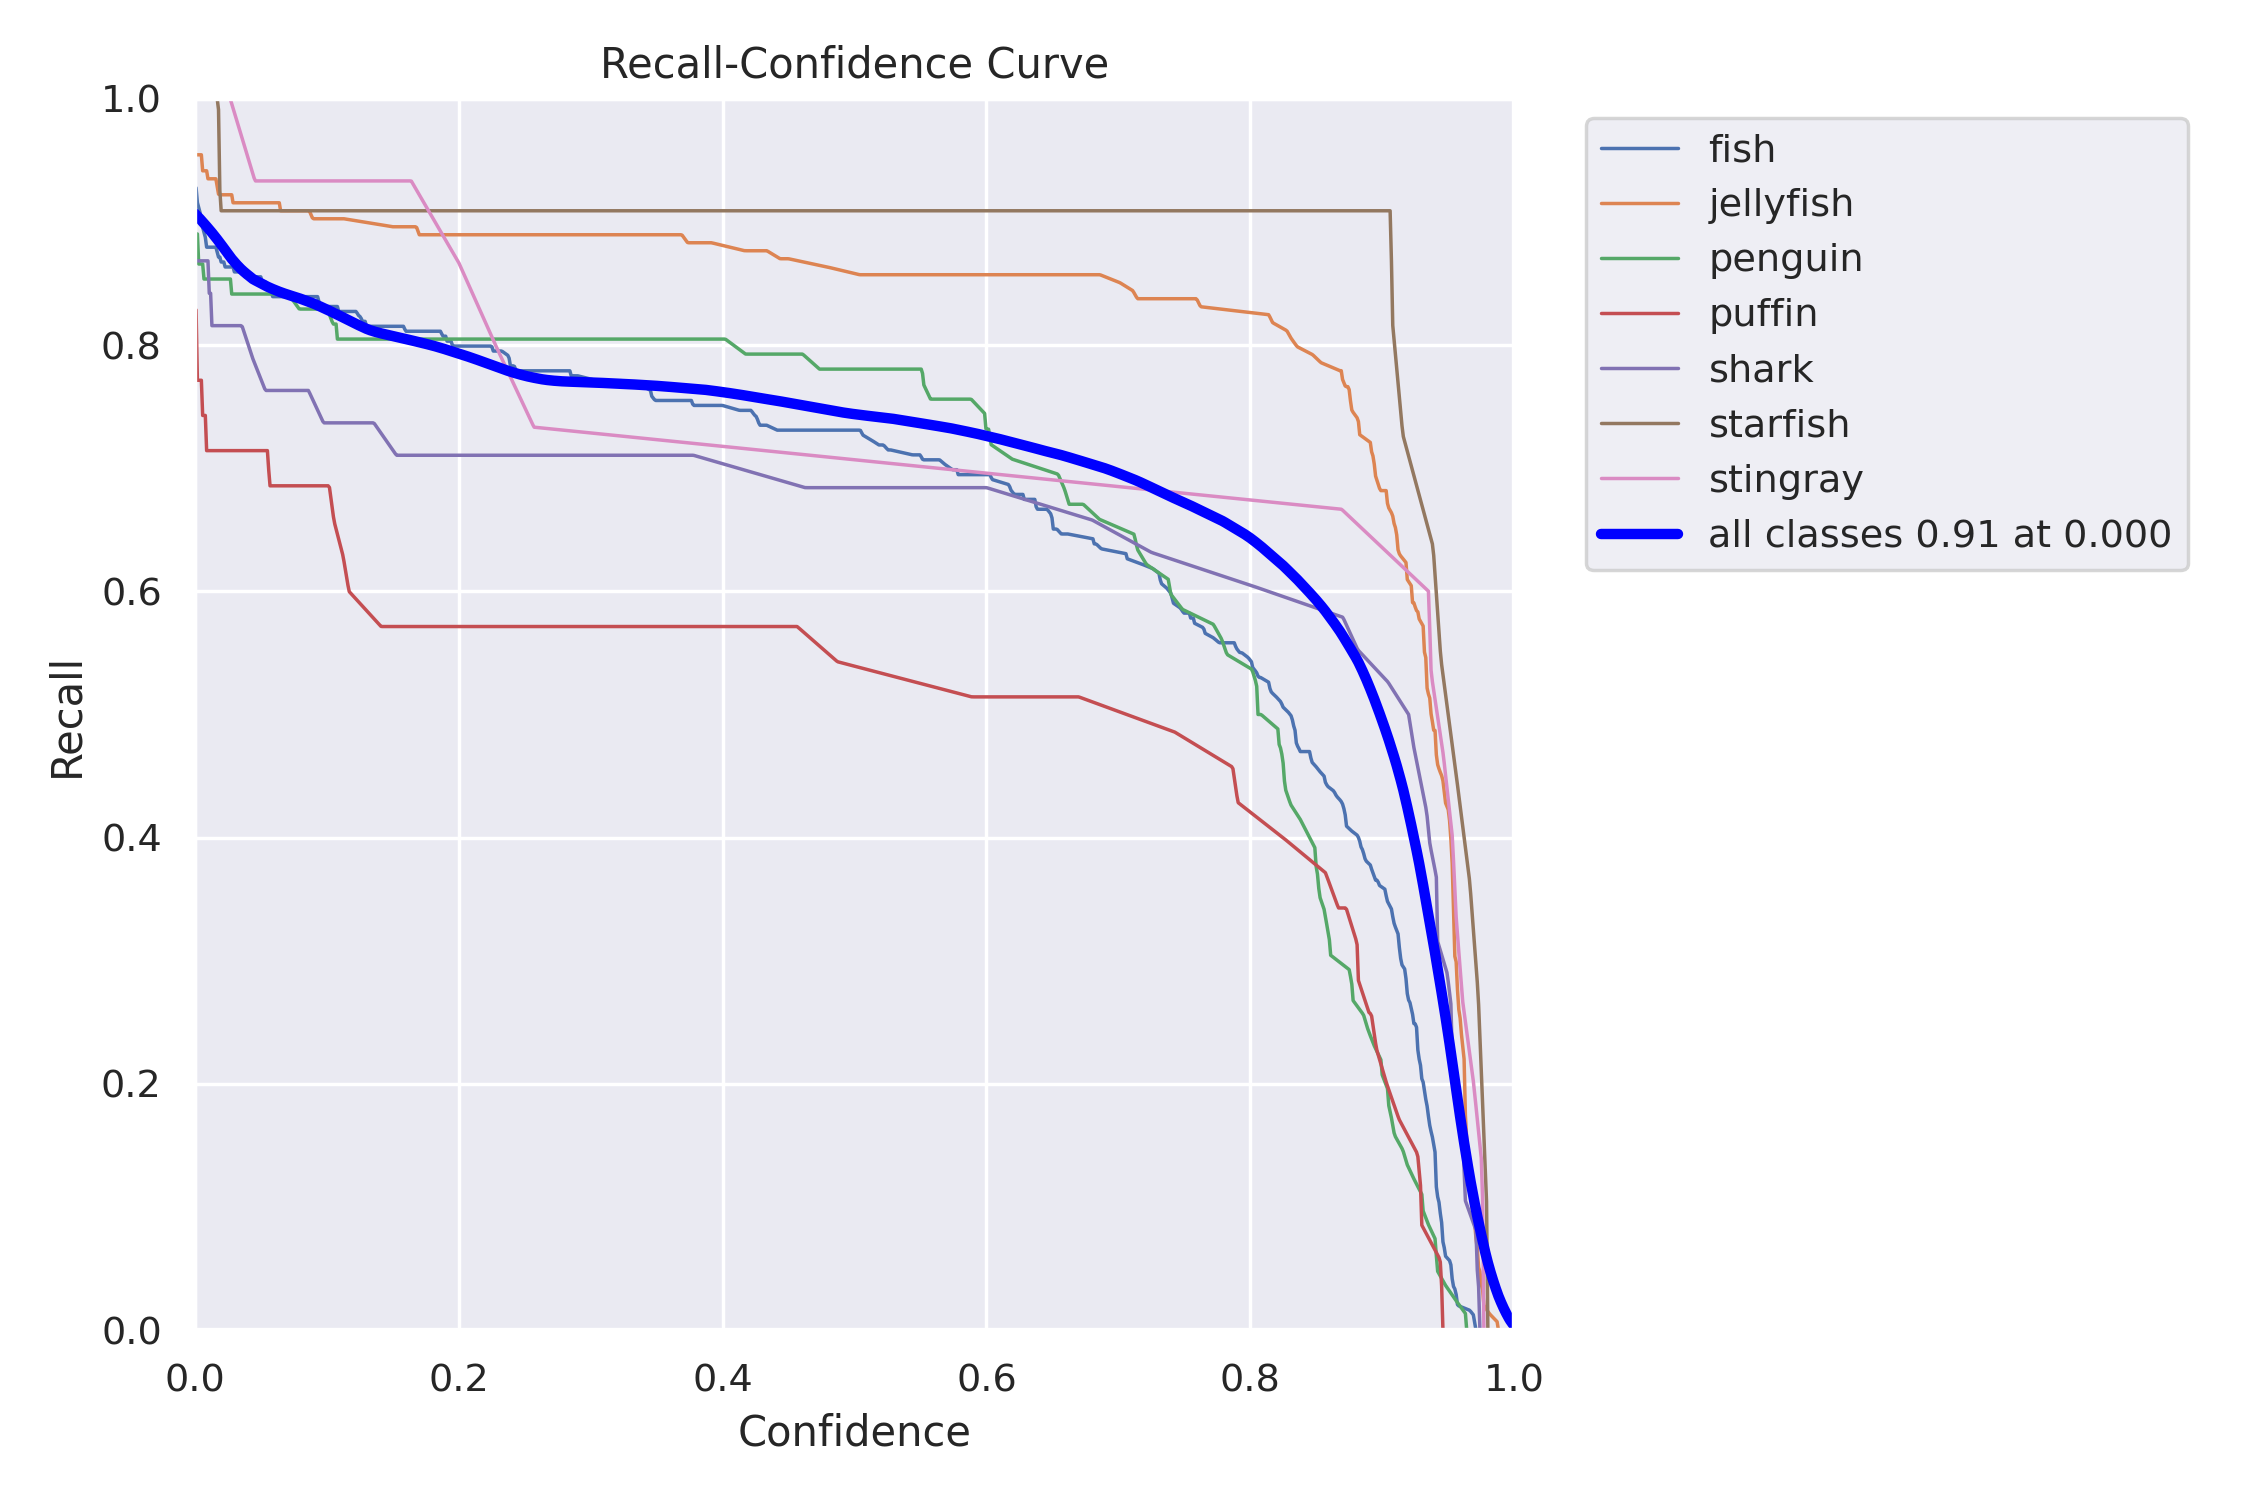 Recall-Confidence Curve
1.0
0.8
0.6
0.4
0.2
0.0
Recall
0.0 0.2 0.4 0.6 0.8 1.0
Confidence
fish
jellyfish
penguin
puffin
shark
starfish
stingray
all classes 0.91 at 0.000